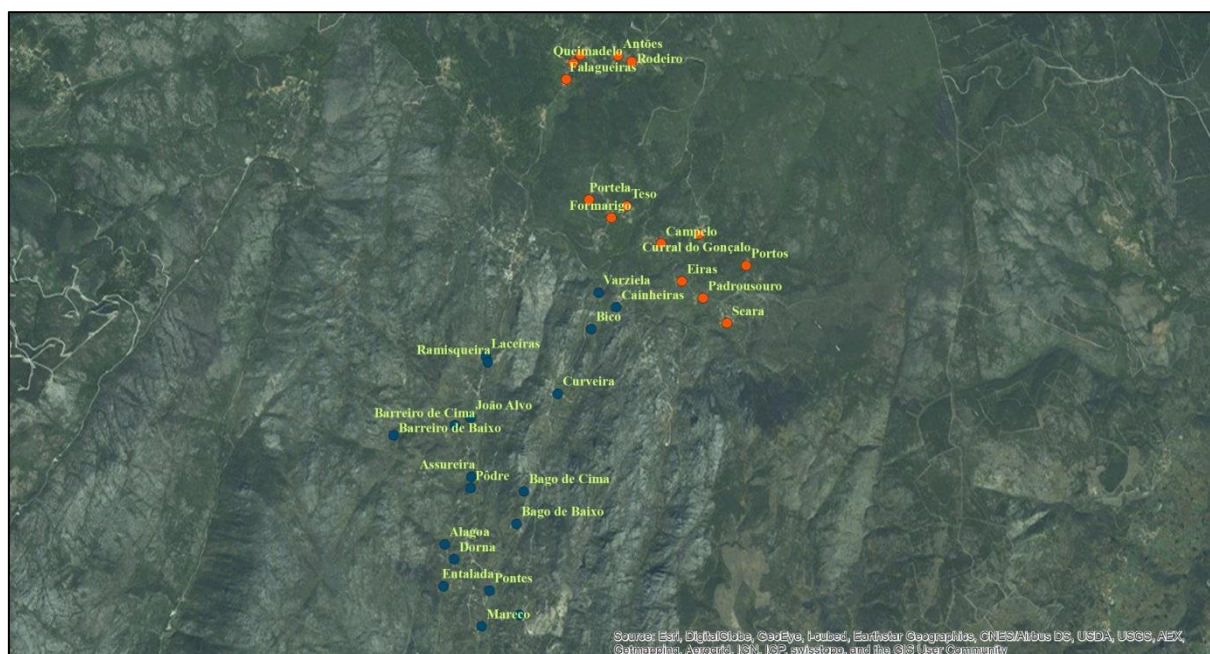 Antões
Queimadelo
Rodeiro
Falagueiras
Portela
Teso
Formarigo
Campelo
Curral do Gonçalo
Portos
Eiras
Varziela
Padrousouro
Cainheiras
Seara
Bico
Laceiras
Ramisqueira
Curveira
João Alvo
Barreiro de Cima
Barreiro de Baixo
Assureira
Pôdre
Bago de Cima
Bago de Baixo
Alagoa
Dorna
Entalada
Pontes
Mareco
Source: Esri, DigitalGlobe, GeoEye, i-cubed, Earthstar Geographics, CNES/Airbus DS, USDA, USGS, AEX,
Getmapping, Aerogrid, IGN, IGP, swisstopo, and the GIS User Community